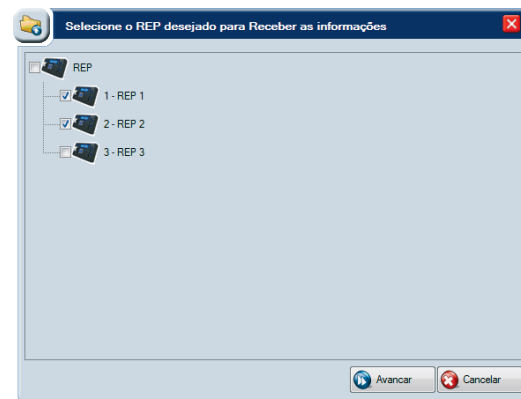 Selecione o REP desejado para Receber as informações
REP
1 - REP 1
2 - REP 2
3 - REP 3
Avancar
Cancelar